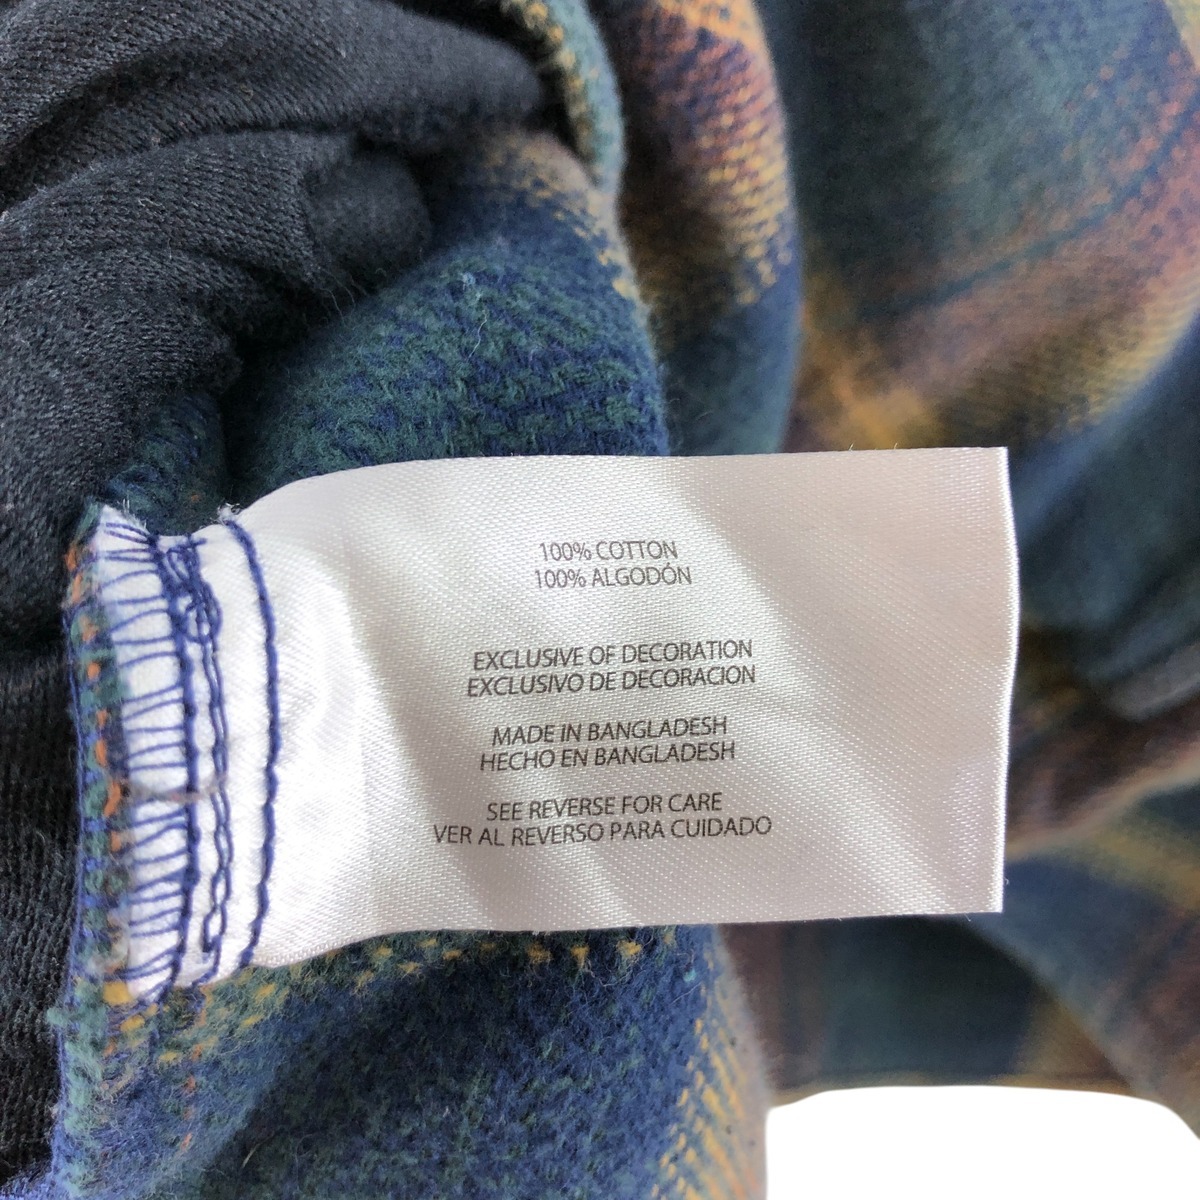 100% COTTON
100% ALGODÓN
EXCLUSIVE OF DECORATION
EXCLUSIVO DE DECORACION
MADE IN BANGLADESH
HECHO EN BANGLADESH
SEE REVERSE FOR CARE
VER AL REVERSO PARA CUIDADO